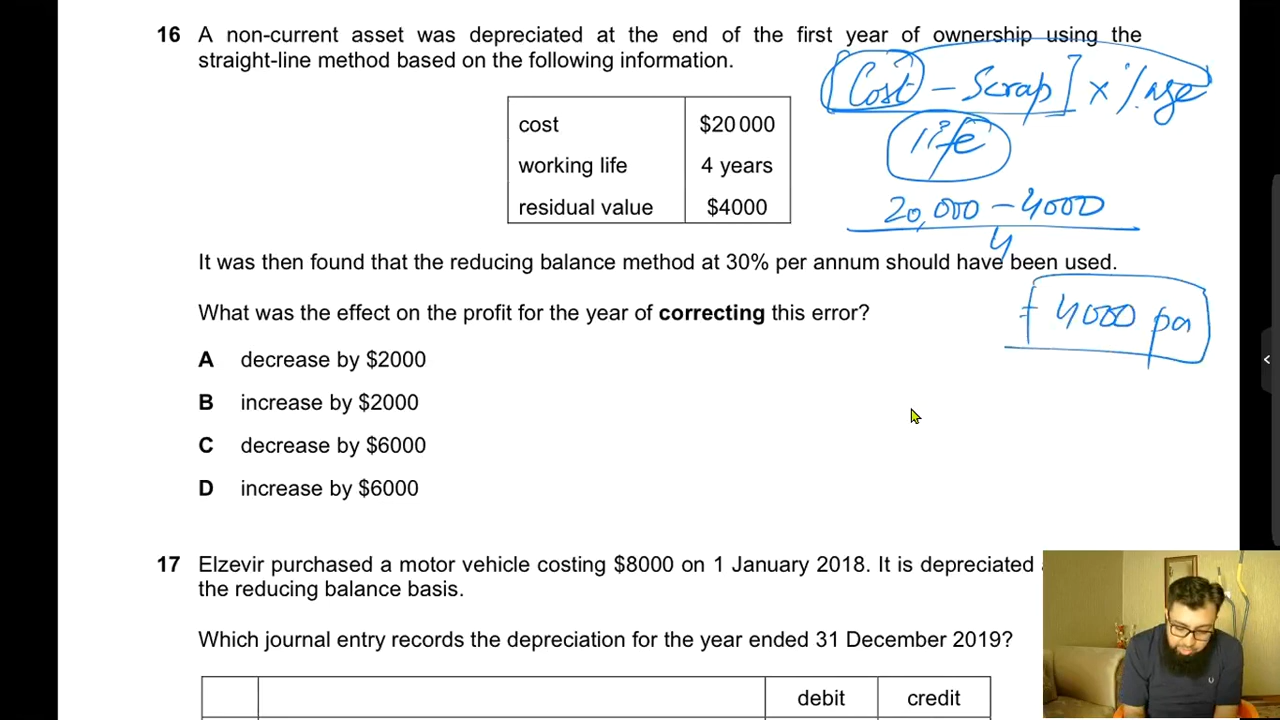 16 A non-current asset was depreciated at the end of the first year of ownership using the
straight-line method based on the following information.
[Cost - Scrap] x %age
life
cost $20 000
working life 4 years
residual value $4000
20,000 - 4000
4
It was then found that the reducing balance method at 30% per annum should have been used.
What was the effect on the profit for the year of correcting this error?
= 4000 pa
A decrease by $2000
B increase by $2000
C decrease by $6000
D increase by $6000
17 Elzevir purchased a motor vehicle costing $8000 on 1 January 2018. It is depreciated
the reducing balance basis.
Which journal entry records the depreciation for the year ended 31 December 2019?
debit credit